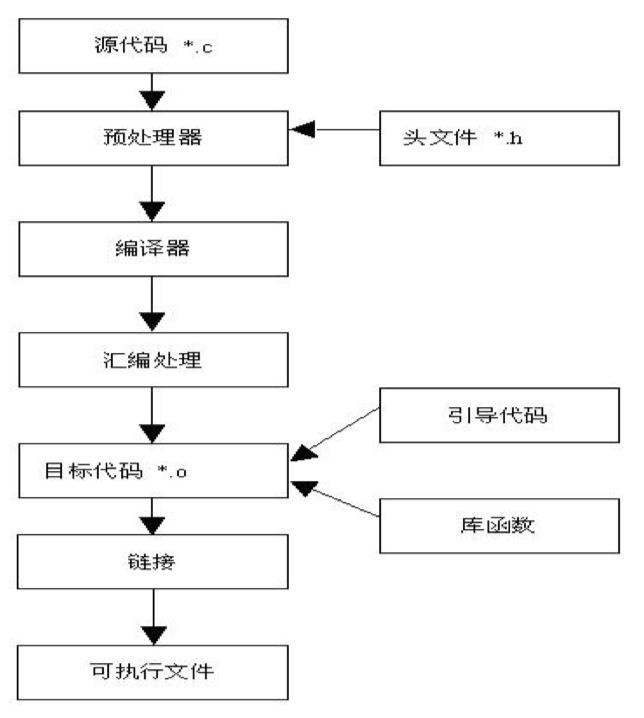 源代码 *.c
预处理器
头文件 *.h
编译器
汇编处理
引导代码
目标代码 *.o
库函数
链接
可执行文件